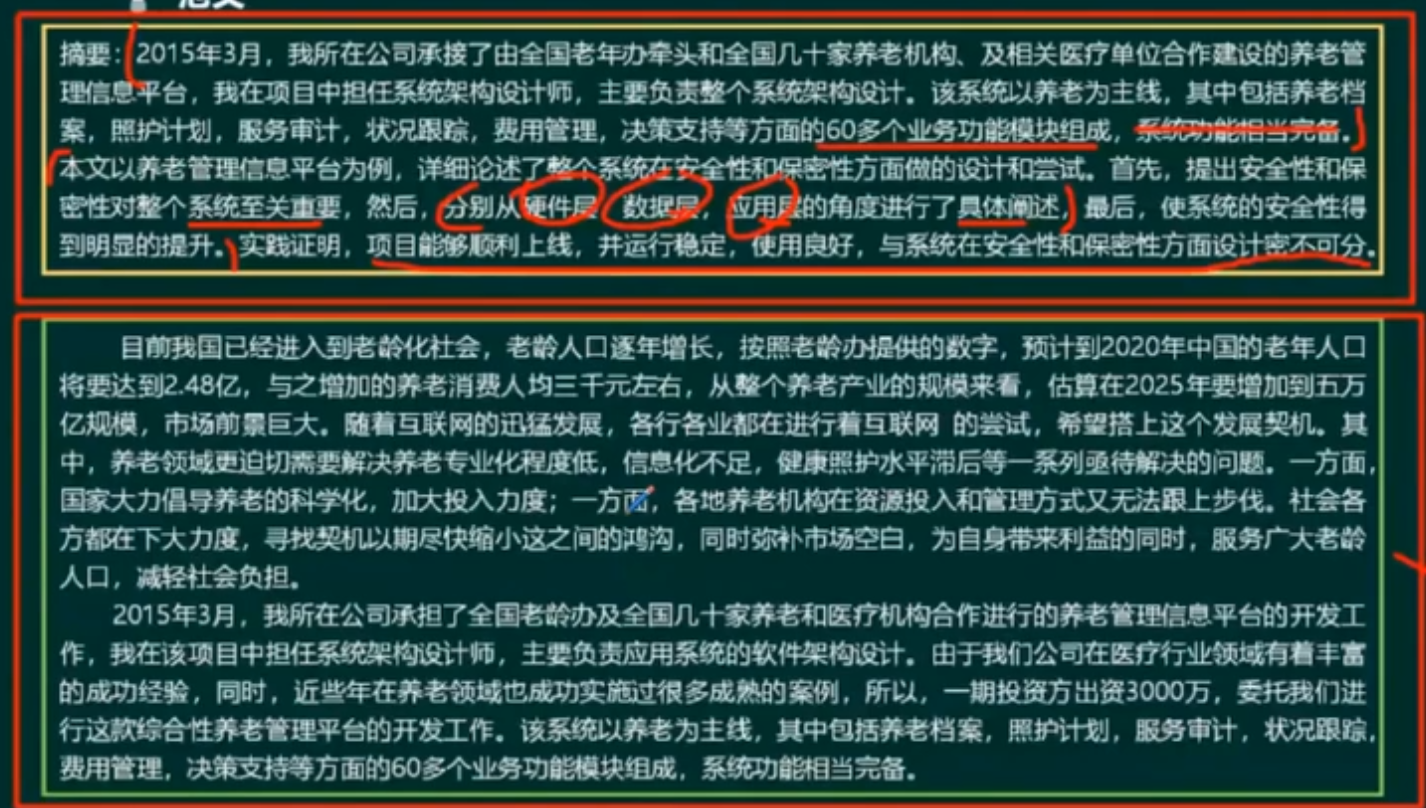 范文
摘要：2015年3月，我所在公司承接了由全国老年办牵头和全国几十家养老机构、及相关医疗单位合作建设的养老管
理信息平台，我在项目中担任系统架构设计师，主要负责整个系统架构设计。该系统以养老为主线，其中包括养老档
案，照护计划，服务审计，状况跟踪，费用管理，决策支持等方面的60多个业务功能模块组成，系统功能相当完备。
本文以养老管理信息平台为例，详细论述了整个系统在安全性和保密性方面做的设计和尝试。首先，提出安全性和保
密性对整个系统至关重要，然后，分别从硬件层，数据层，应用层的角度进行了具体阐述，最后，使系统的安全性得
到明显的提升。实践证明，项目能够顺利上线，并运行稳定，使用良好，与系统在安全性和保密性方面设计密不可分。
目前我国已经进入到老龄化社会，老龄人口逐年增长，按照老龄办提供的数字，预计到2020年中国的老年人口
将要达到2.48亿，与之增加的养老消费人均三千元左右，从整个养老产业的规模来看，估算在2025年要增加到五万
亿规模，市场前景巨大。随着互联网的迅猛发展，各行各业都在进行着互联网 的尝试，希望搭上这个发展契机。其
中，养老领域更迫切需要解决养老专业化程度低，信息化不足，健康照护水平滞后等一系列亟待解决的问题。一方面，
国家大力倡导养老的科学化，加大投入力度；一方面，各地养老机构在资源投入和管理方式又无法跟上步伐。社会各
方都在下大力度，寻找契机以期尽快缩小这之间的鸿沟，同时弥补市场空白，为自身带来利益的同时，服务广大老龄
人口，减轻社会负担。
2015年3月，我所在公司承担了全国老龄办及全国几十家养老和医疗机构合作进行的养老管理信息平台的开发工
作，我在该项目中担任系统架构设计师，主要负责应用系统的软件架构设计。由于我们公司在医疗行业领域有着丰富
的成功经验，同时，近些年在养老领域也成功实施过很多成熟的案例，所以，一期投资方出资3000万，委托我们进
行这款综合性养老管理平台的开发工作。该系统以养老为主线，其中包括养老档案，照护计划，服务审计，状况跟踪，
费用管理，决策支持等方面的60多个业务功能模块组成，系统功能相当完备。